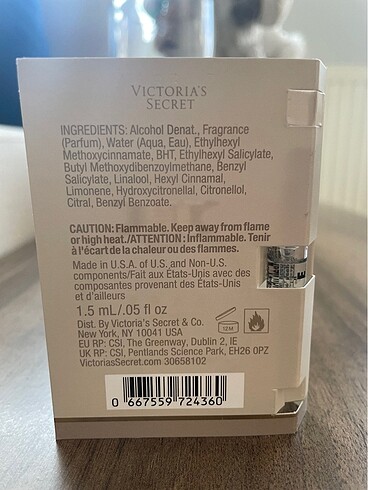 VICTORIA'S
SECRET
INGREDIENTS: Alcohol Denat., Fragrance
(Parfum), Water (Aqua, Eau), Ethylhexyl
Methoxycinnamate, BHT, Ethylhexyl Salicylate,
Butyl Methoxydibenzoylmethane, Benzyl
Salicylate, Linalool, Hexyl Cinnamal,
Limonene, Hydroxycitronellal, Citronellol,
Citral, Benzyl Benzoate.
CAUTION: Flammable. Keep away from flame
or high heat./ATTENTION : Inflammable. Tenir
à l'écart de la chaleur ou des flammes.
Made in U.S.A. of U.S. and Non-U.S.
components/Fait aux États-Unis avec des
composantes provenant des États-Unis
et d'ailleurs
1.5 mL/.05 fl oz
Dist. By Victoria's Secret & Co.
New York, NY 10041 USA
EU RP: CSI, The Greenway, Dublin 2, IE
UK RP: CSI, Pentlands Science Park, EH26 0PZ
VictoriasSecret.com 30658102
12 M
0 667559 724360